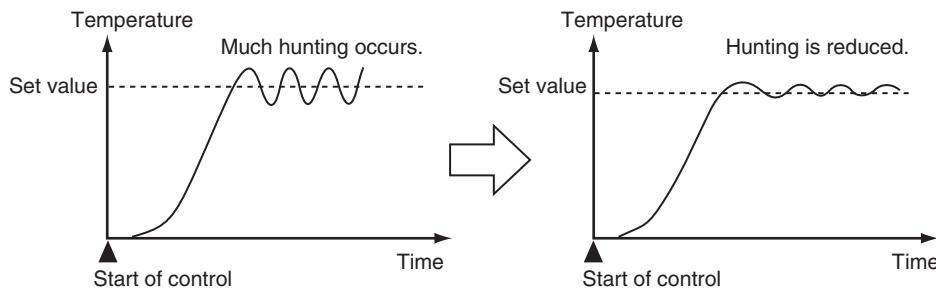 Temperature
Much hunting occurs.
Set value
Time
Start of control
Temperature
Hunting is reduced.
Set value
Time
Start of control